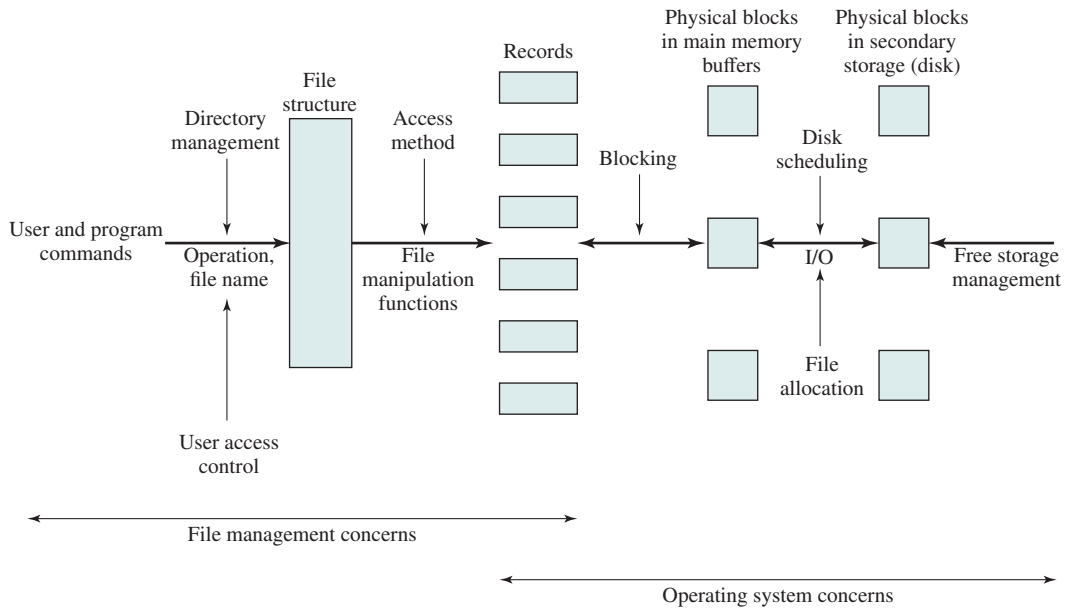 Physical blocks
in main memory
buffers
Physical blocks
in secondary
storage (disk)
Records
File
structure
Directory
management
Access
method
Blocking
Disk
scheduling
User and program
commands
Operation,
file name
File
manipulation
functions
I/O
Free storage
management
File
allocation
User access
control
File management concerns
Operating system concerns